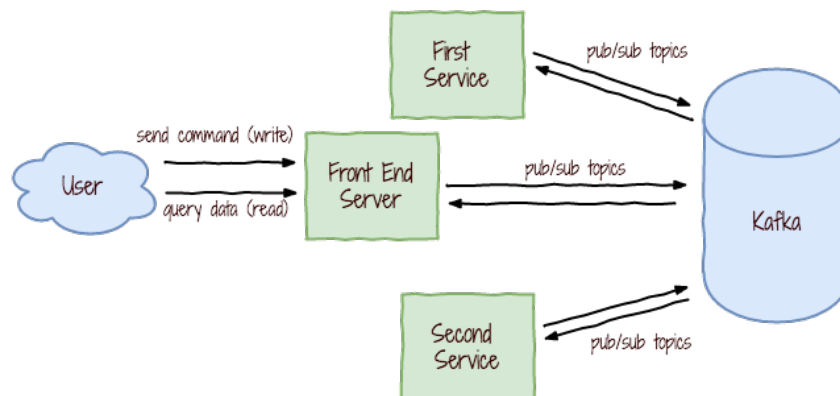 First
Service
pub/sub topics
send command (write)
User
query data (read)
Front End
Server
pub/sub topics
Kafka
Second
Service
pub/sub topics